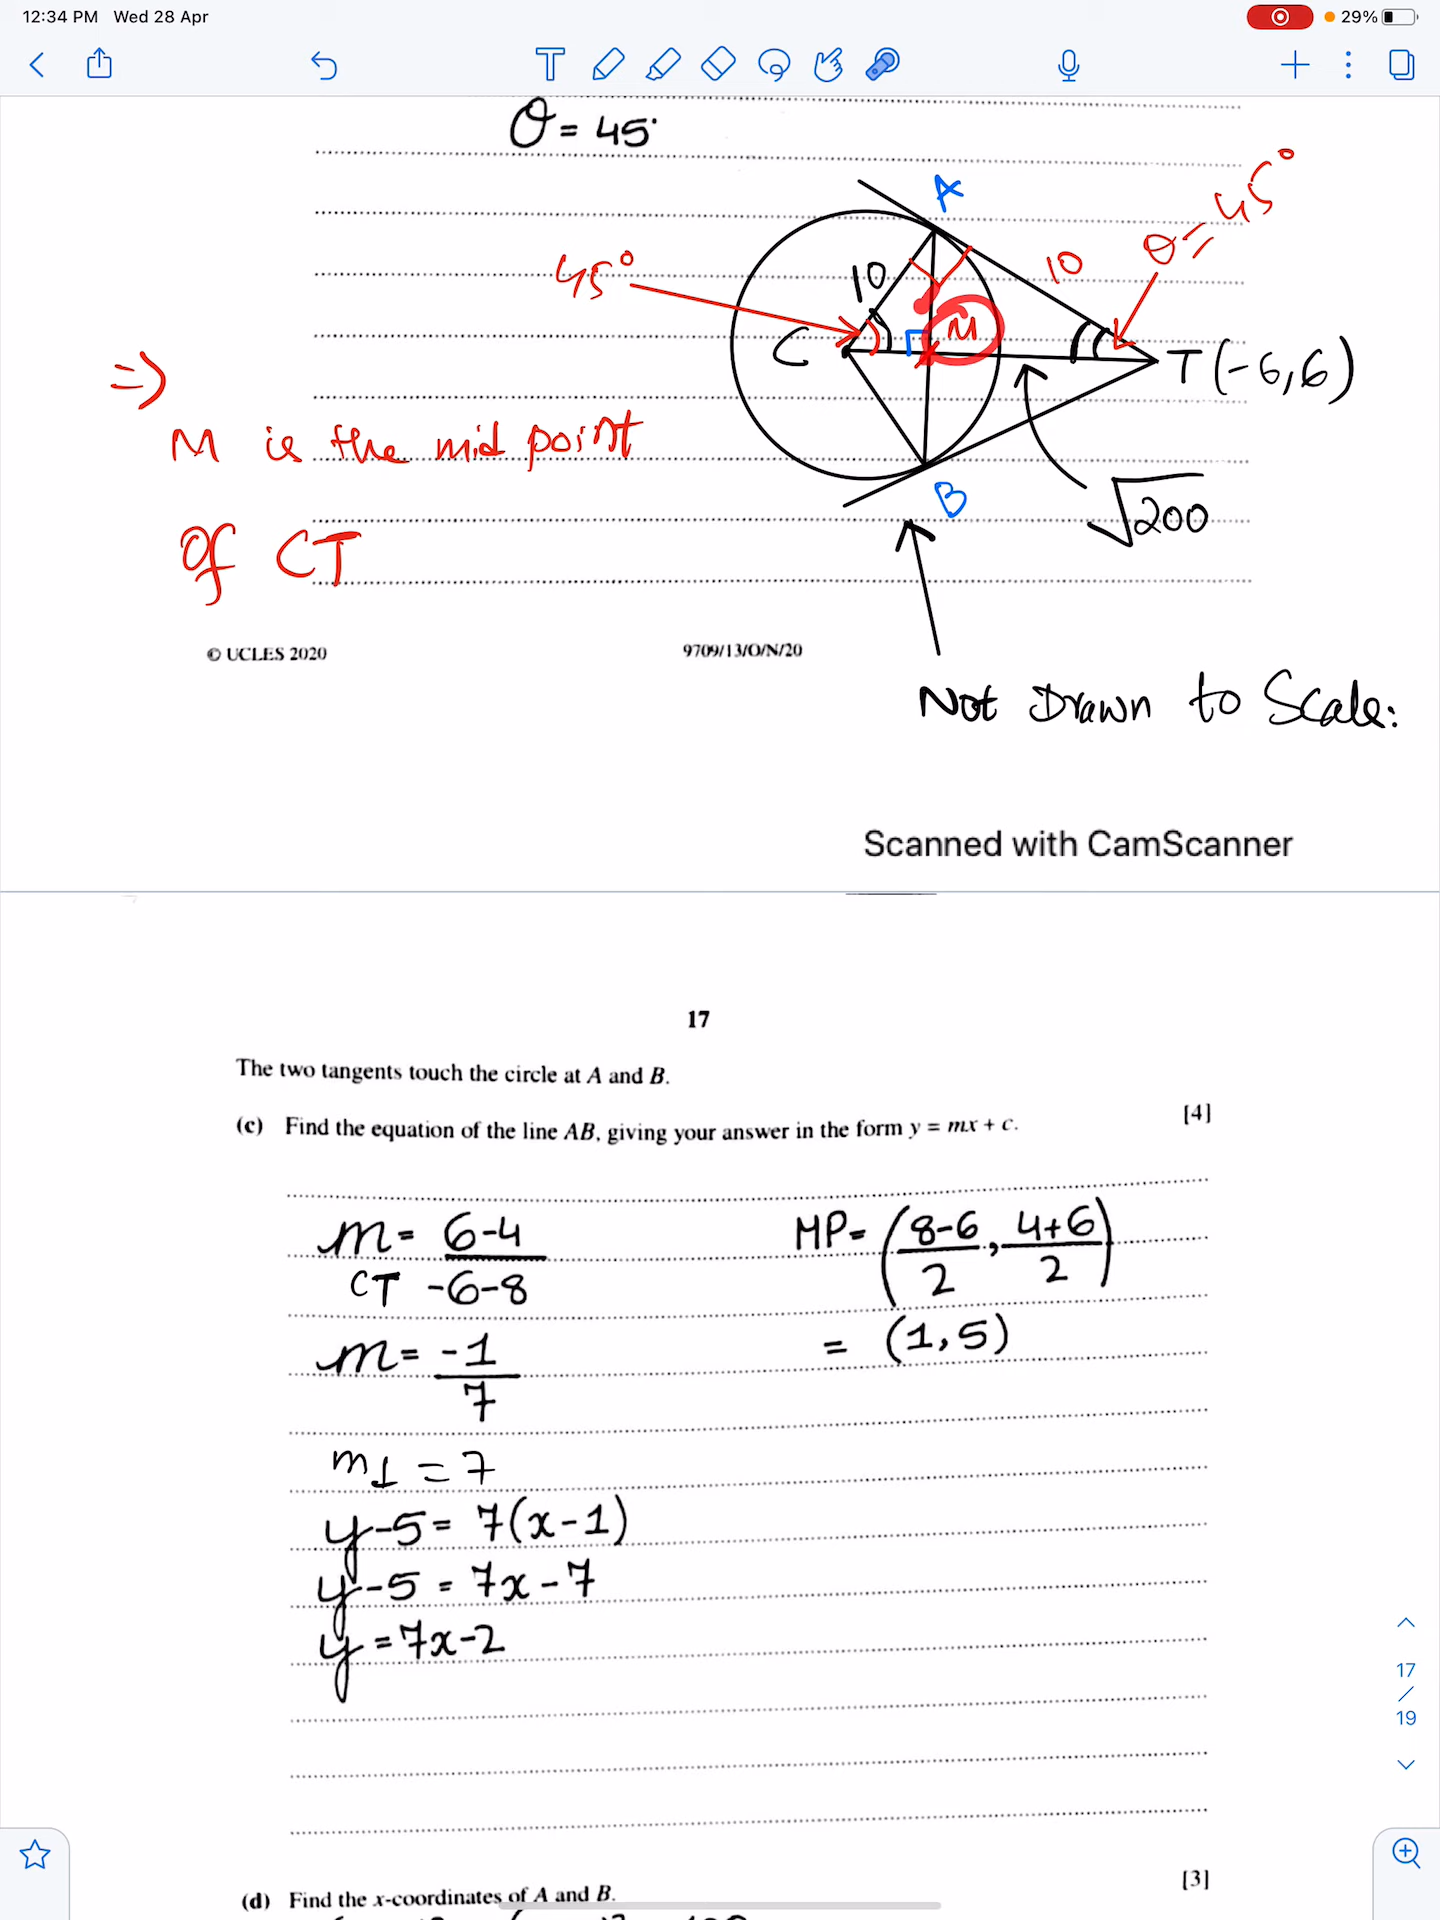 12:34 PM Wed 28 Apr
29%
T
θ = 45°
A
45°
10
10
θ = 45°
C
M
T(-6,6)
=>
M is the mid point
B
√200
of CT
© UCLES 2020
9709/13/O/N/20
Not Drawn to Scale:
Scanned with CamScanner
17
The two tangents touch the circle at A and B.
(c) Find the equation of the line AB, giving your answer in the form y = mx + c.
[4]
m = 6-4
CT -6-8
MP= (8-6/2, 4+6/2)
m = -1/7
= (1,5)
m⊥ = 7
y-5= 7(x-1)
y-5 = 7x-7
y =7x-2
17
/
19
(d) Find the x-coordinates of A and B.
[3]